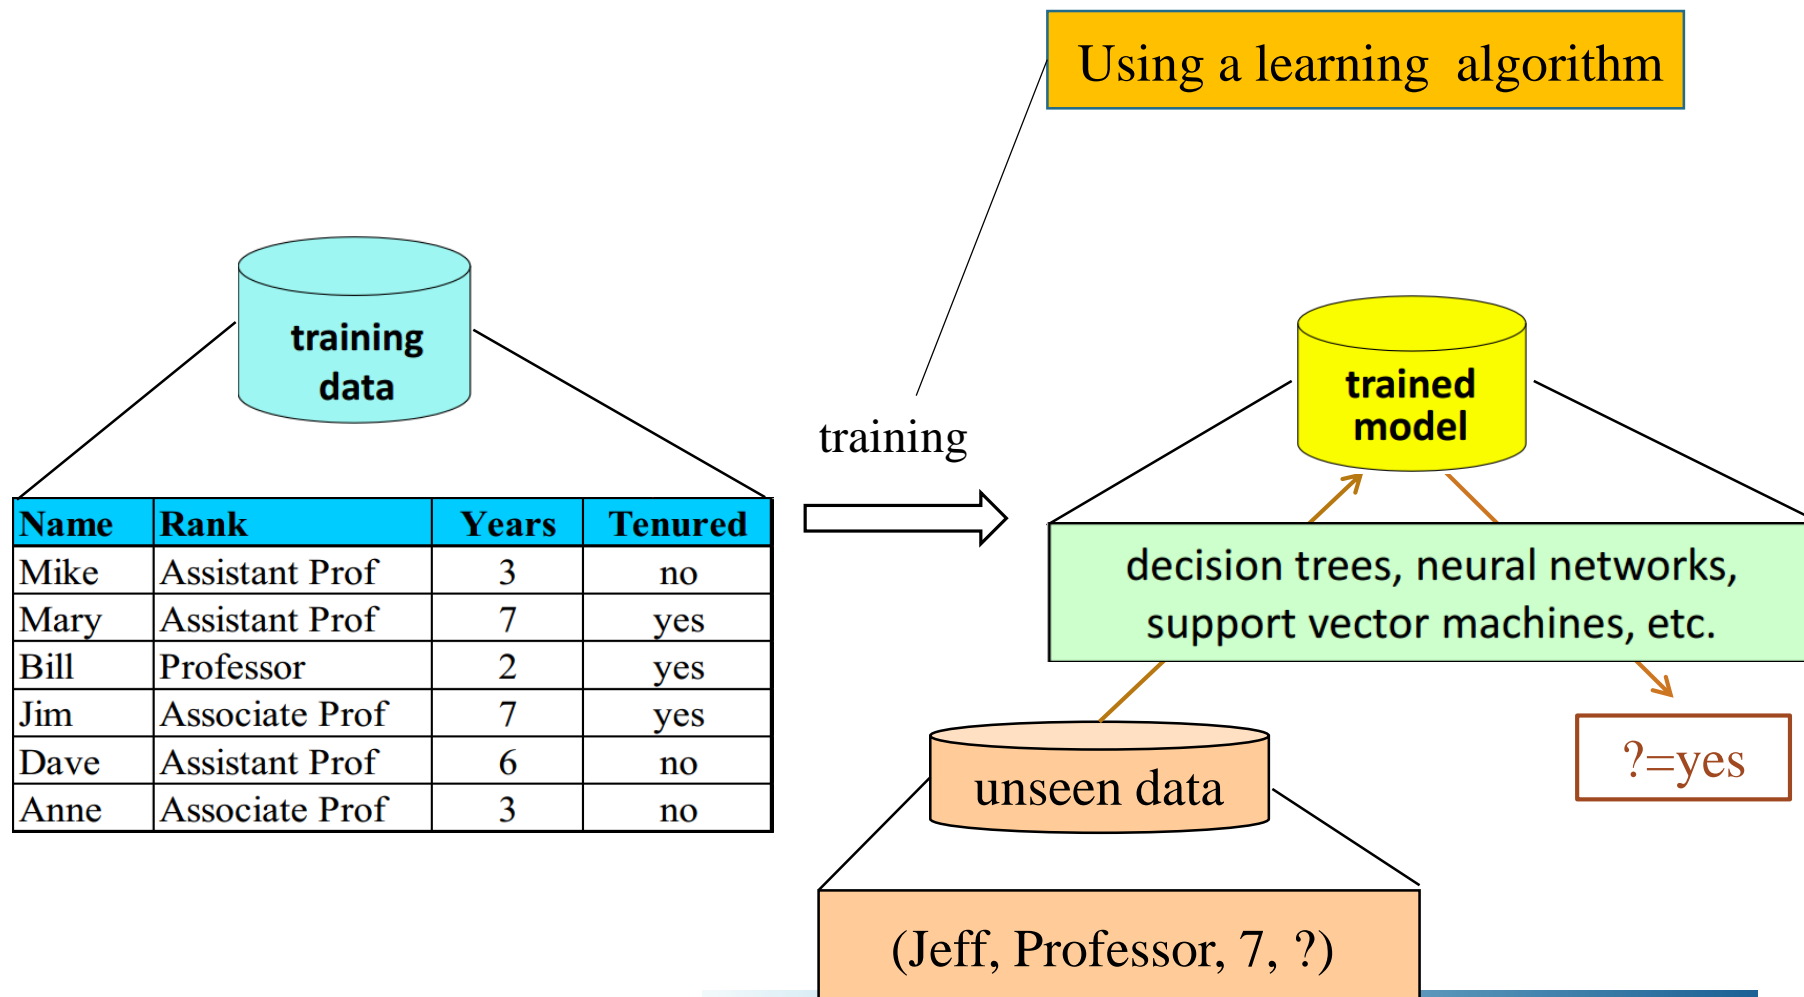 Using a learning algorithm
training
data
trained
model
training
Name Rank Years Tenured
Mike Assistant Prof 3 no
Mary Assistant Prof 7 yes
Bill Professor 2 yes
Jim Associate Prof 7 yes
Dave Assistant Prof 6 no
Anne Associate Prof 3 no
decision trees, neural networks,
support vector machines, etc.
unseen data
?=yes
(Jeff, Professor, 7, ?)